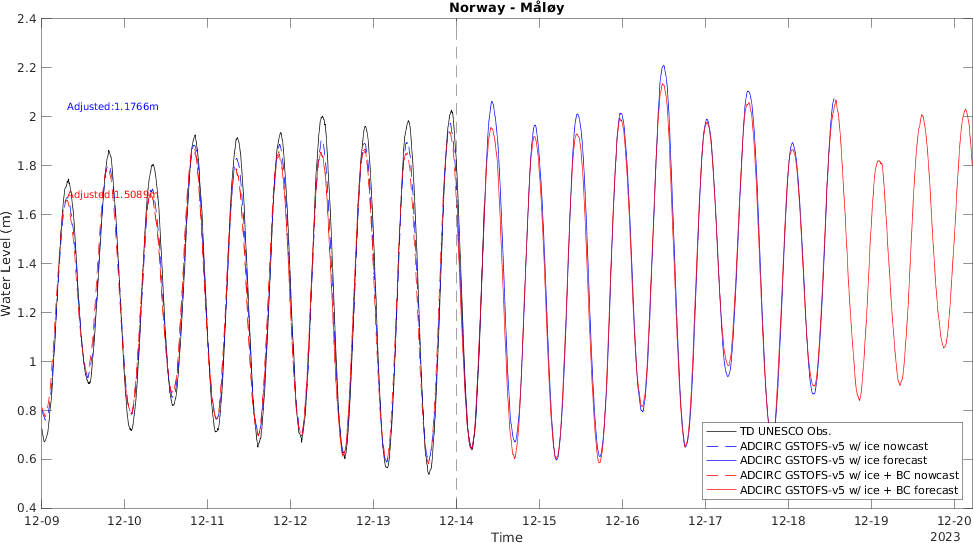 Norway - Måløy
2.4
2.2
2
1.8
1.6
1.4
1.2
1
0.8
0.6
0.4
Water Level (m)
Adjusted:1.1766m
Adjusted:1.5089m
TD UNESCO Obs.
ADCIRC GSTOFS-v5 w/ ice nowcast
ADCIRC GSTOFS-v5 w/ ice forecast
ADCIRC GSTOFS-v5 w/ ice + BC nowcast
ADCIRC GSTOFS-v5 w/ ice + BC forecast
12-09 12-10 12-11 12-12 12-13 12-14 12-15 12-16 12-17 12-18 12-19 12-20
Time
2023